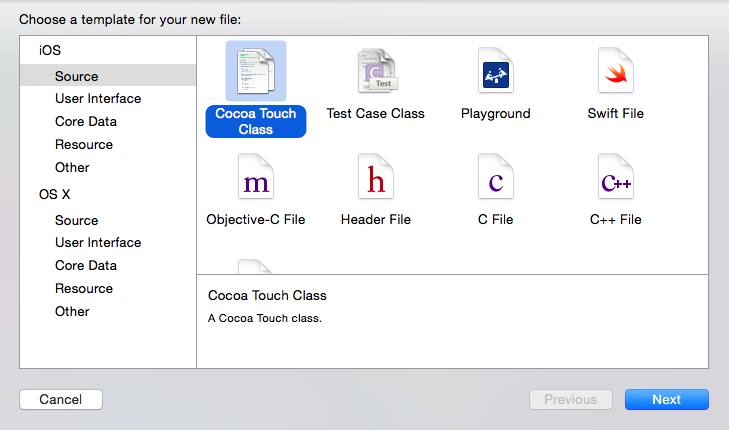 Choose a template for your new file:
iOS
Source
User Interface
Core Data
Resource
Other
OS X
Source
User Interface
Core Data
Resource
Other
Cocoa Touch
Class
Test
Test Case Class
Playground
Swift File
m
Objective-C File
h
Header File
c
C File
C++
C++ File
Cocoa Touch Class
A Cocoa Touch class.
Cancel
Previous
Next